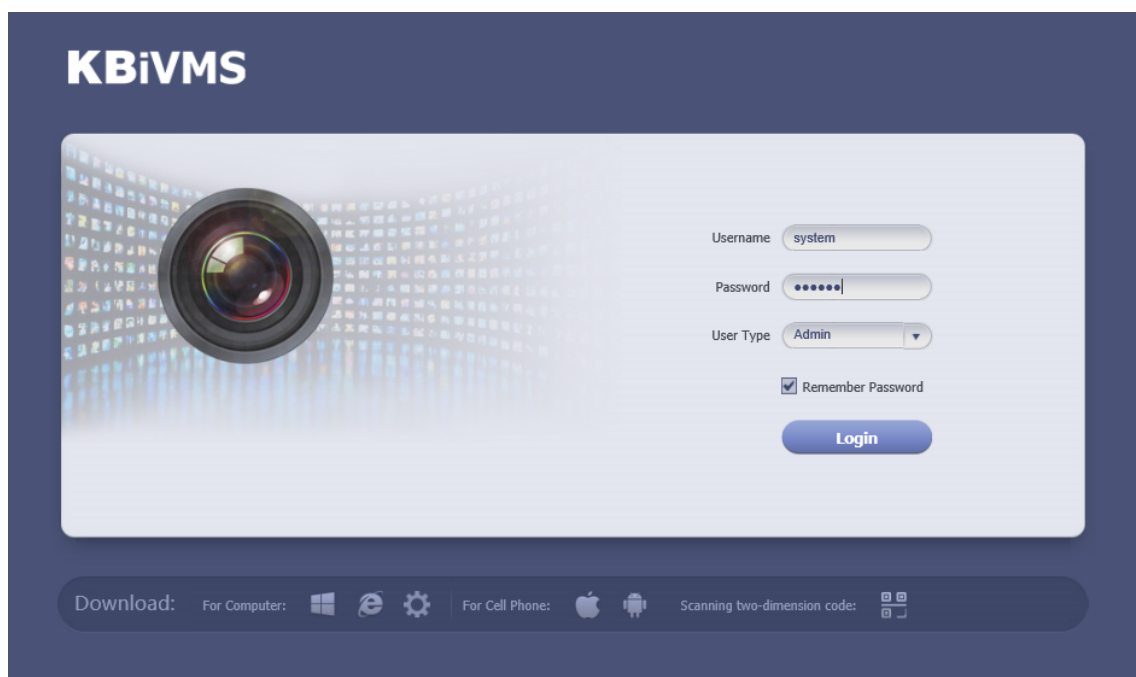 KBiVMS
Username system
Password ••••••
User Type Admin
Remember Password
Login
Download: For Computer: For Cell Phone: Scanning two-dimension code: